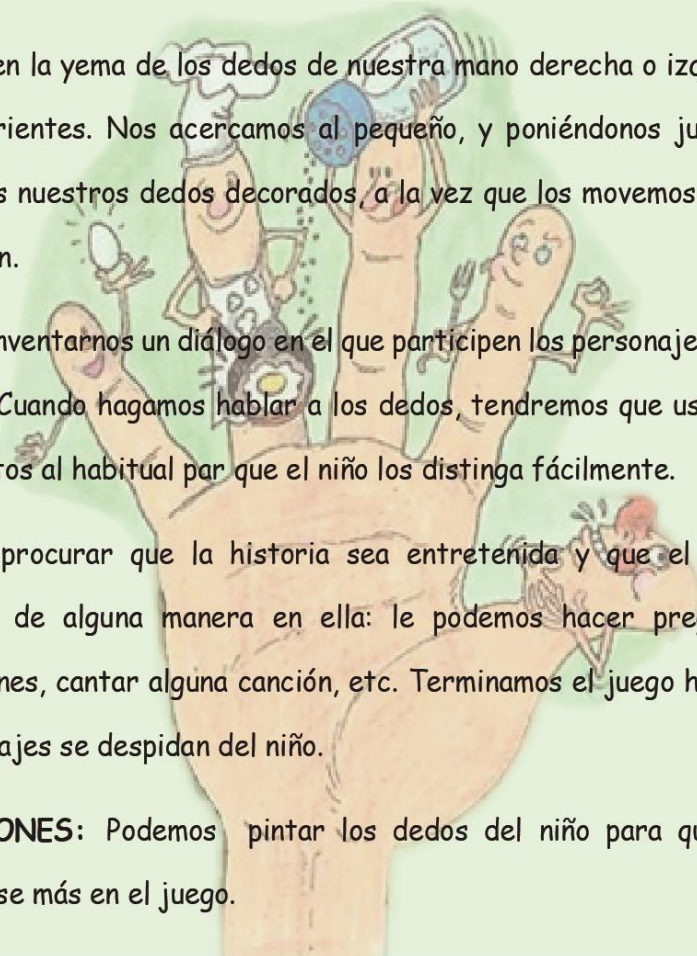 en la yema de los dedos de nuestra mano derecha o izq
rientes. Nos acercamos al pequeño, y poniéndonos ju
s nuestros dedos decorados, a la vez que los movemos
n.
nventarnos un diálogo en él que participen los personaje
Cuando hagamos hablar a los dedos, tendremos que us
tos al habitual par que el niño los distinga fácilmente.
procurar que la historia sea entretenida y que el
de alguna manera en ella: le podemos hacer pre
nes, cantar alguna canción, etc. Terminamos el juego h
ajes se despidan del niño.
ONES: Podemos pintar los dedos del niño para qu
se más en el juego.